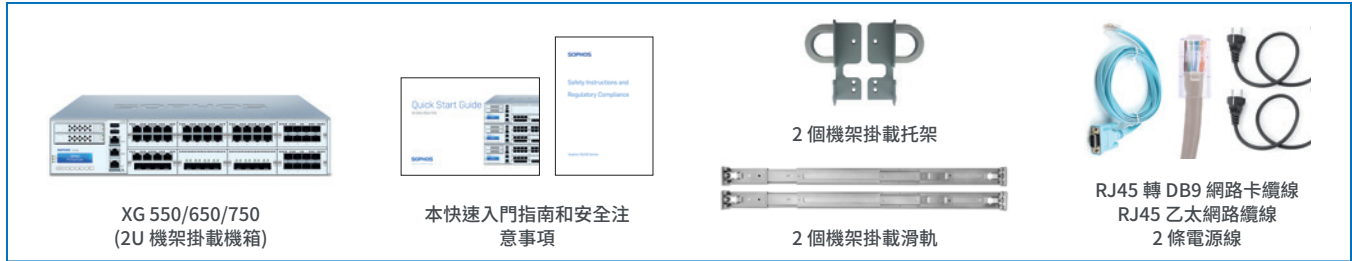 SOPHOS
XG 550/650/750
(2U 機架掛載機箱)
Quick Start Guide
SOPHOS
SOPHOS
Safety Instructions and
Regulatory Compliance
本快速入門指南和安全注
意事項
2 個機架掛載托架
2 個機架掛載滑軌
RJ45 轉 DB9 網路卡纜線
RJ45 乙太網路纜線
2 條電源線